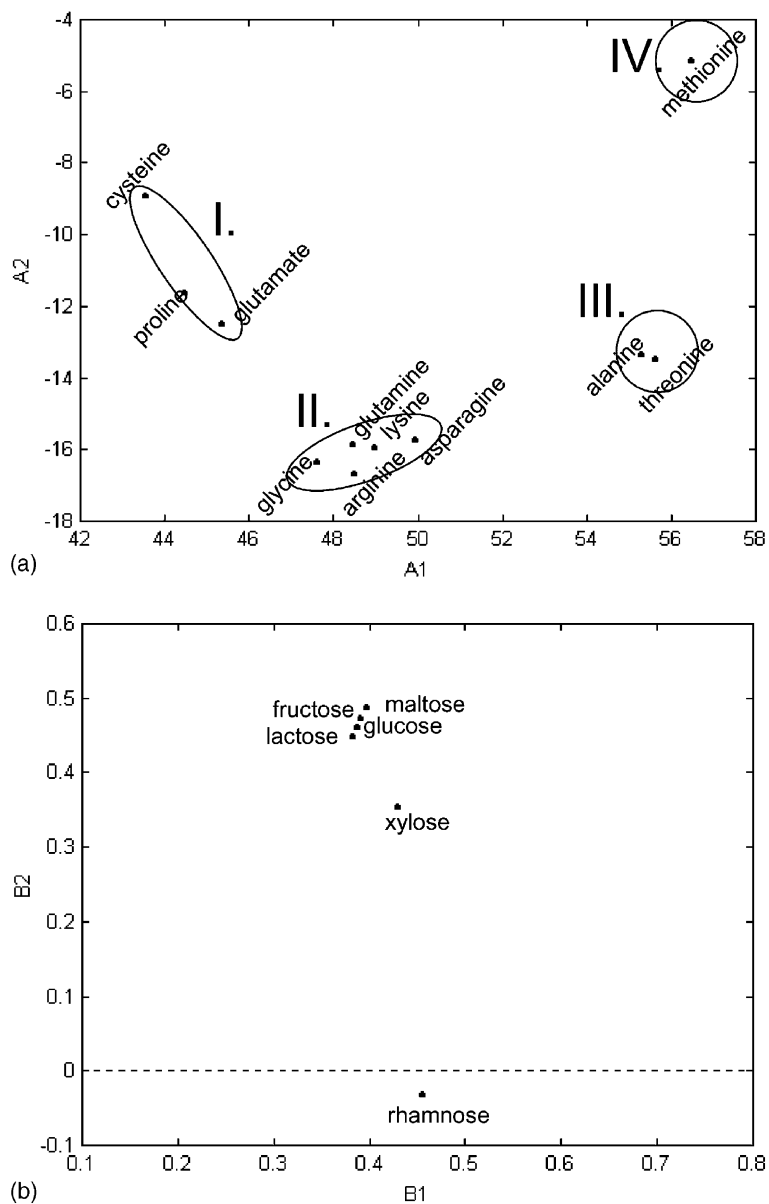 -4
IV.
methionine
-6
-8
cysteine
I.
-10
A2
glutamate
proline
-12
III.
alanine
threonine
-14
II.
glutamine
lysine
asparagine
-16
glycine
arginine
-18
42 44 46 48 50 52 54 56 58
(a)
A1
0.6
0.5
fructose maltose
lactose glucose
0.4
xylose
0.3
B2
0.2
0.1
0
rhamnose
-0.1
0.1 0.2 0.3 0.4 0.5 0.6 0.7 0.8
(b)
B1